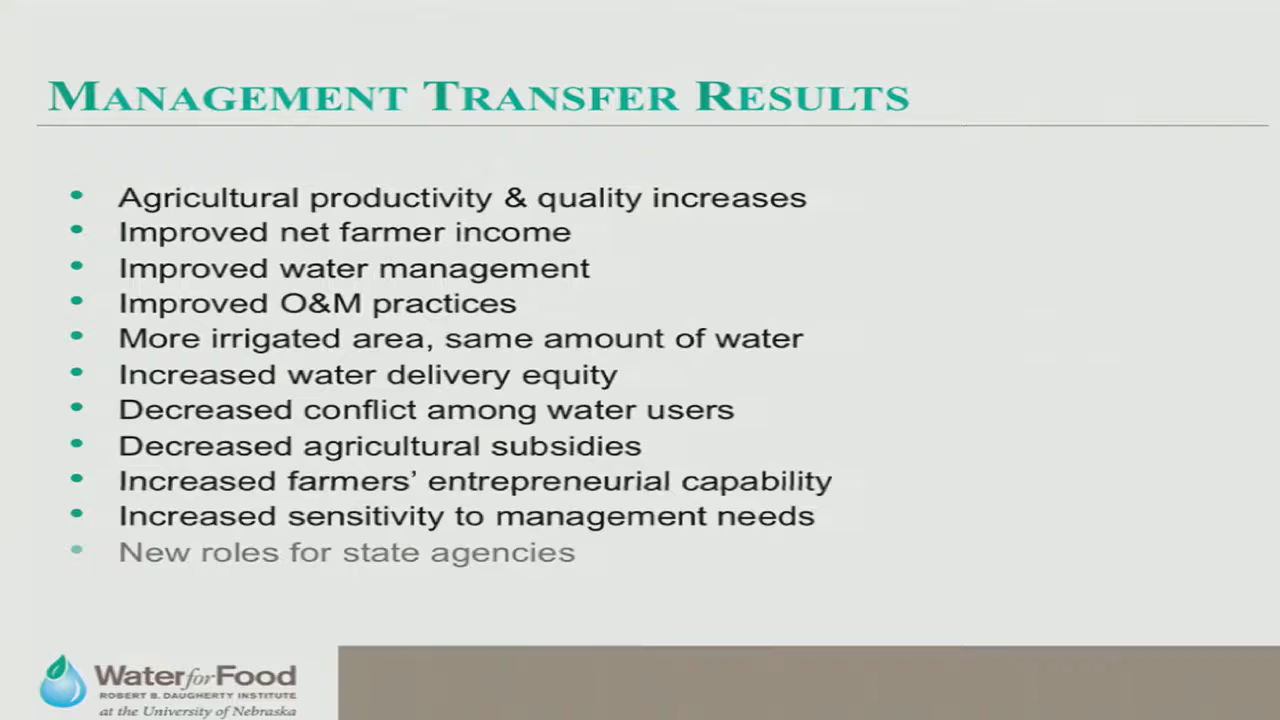 MANAGEMENT TRANSFER RESULTS
• Agricultural productivity & quality increases
• Improved net farmer income
• Improved water management
• Improved O&M practices
• More irrigated area, same amount of water
• Increased water delivery equity
• Decreased conflict among water users
• Decreased agricultural subsidies
• Increased farmers’ entrepreneurial capability
• Increased sensitivity to management needs
• New roles for state agencies
Water for Food
ROBERT B. DAUGHERTY INSTITUTE
at the University of Nebraska